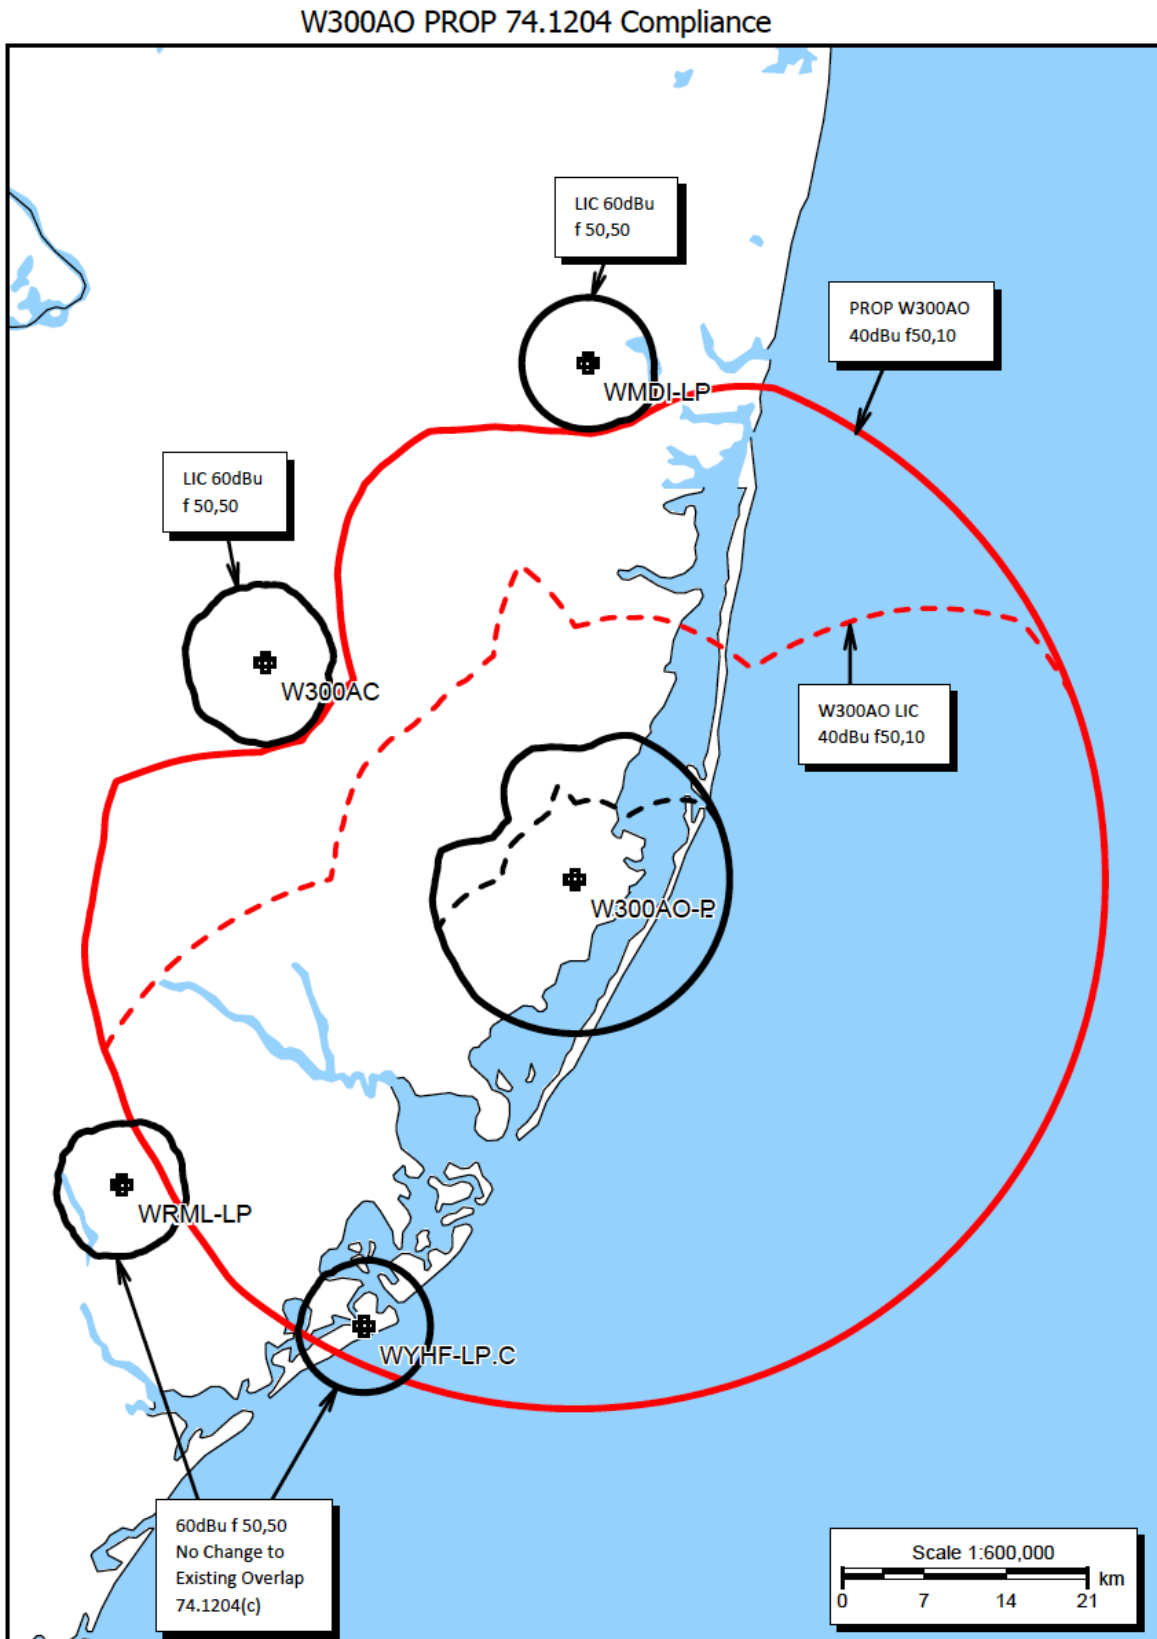 W300AO PROP 74.1204 Compliance
LIC 60dBu
f 50,50
PROP W300AO
40dBu f50,10
WMDI-LP
LIC 60dBu
f 50,50
W300AC
W300AO LIC
40dBu f50,10
W300AO-P
WRML-LP
WYHF-LP.C
60dBu f 50,50
No Change to
Existing Overlap
74.1204(c)
Scale 1:600,000
km
0 7 14 21